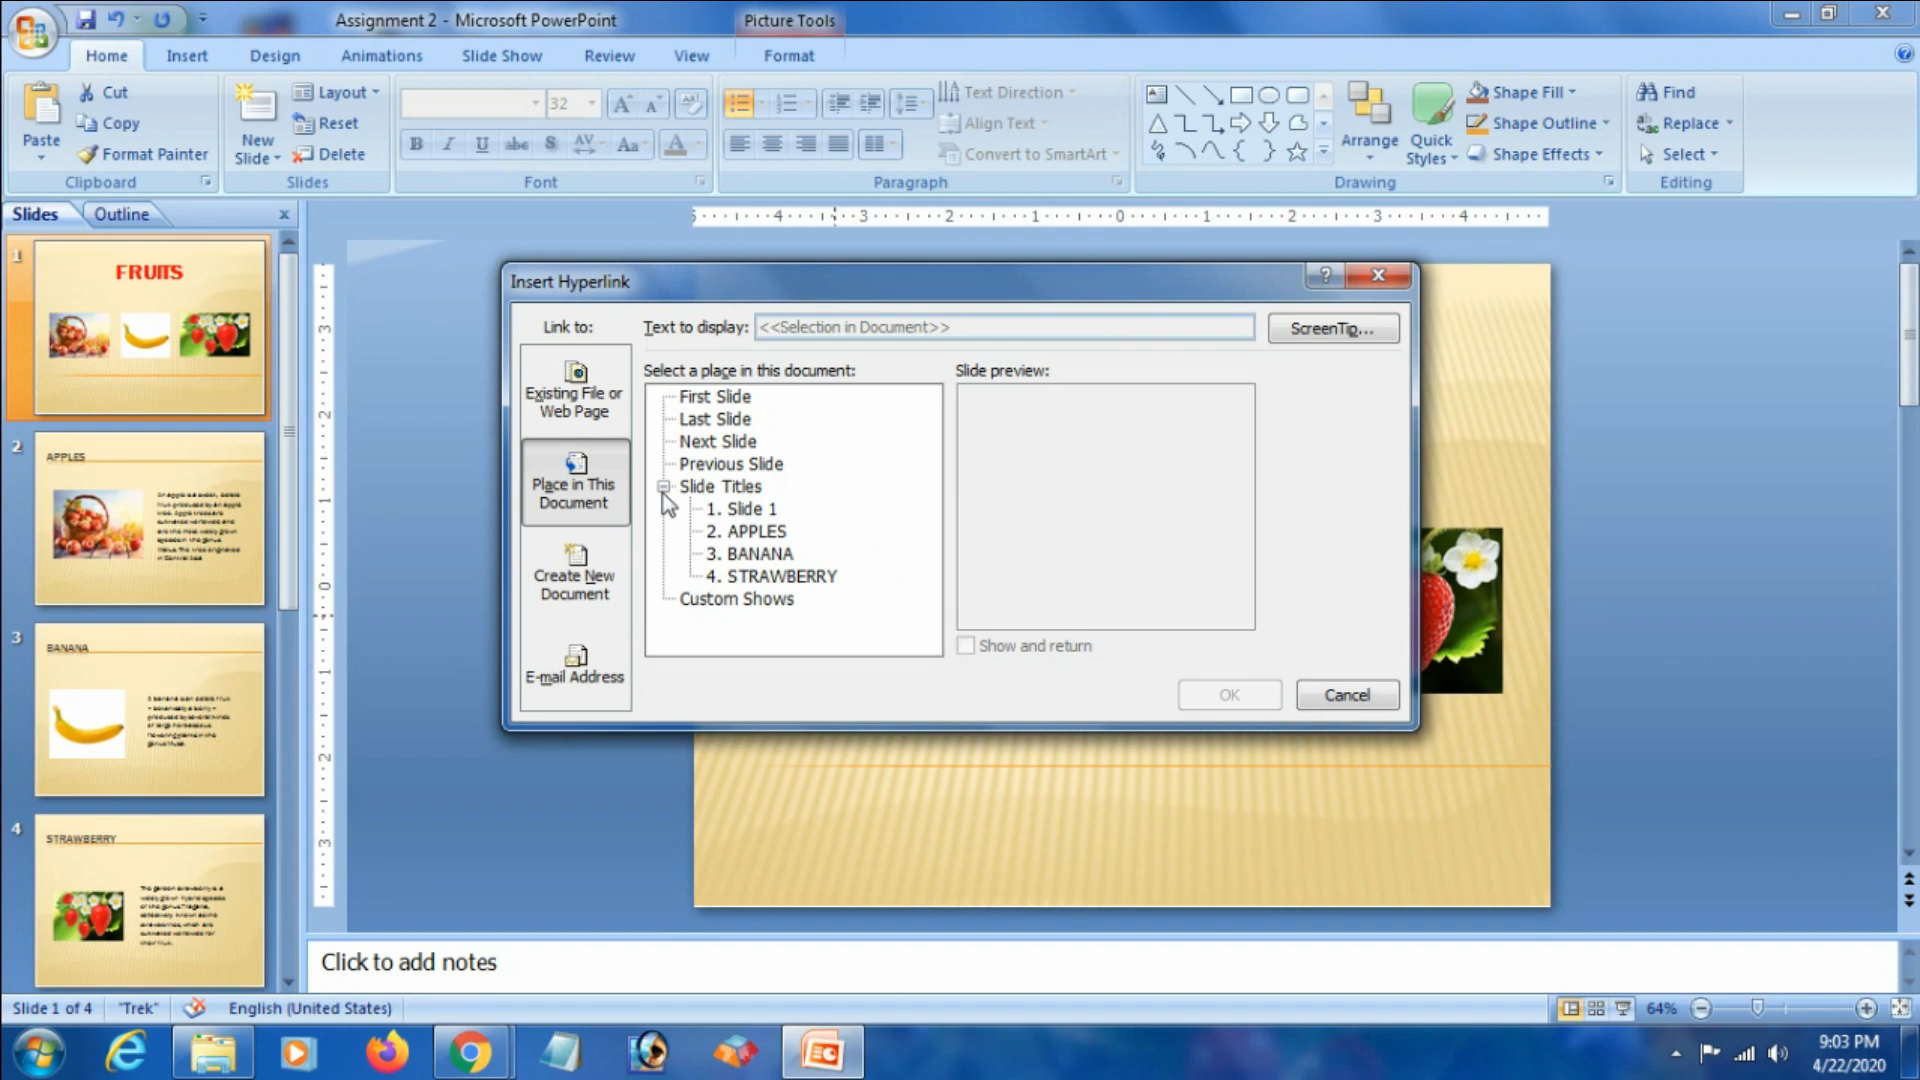 Assignment 2 - Microsoft PowerPoint
Picture Tools
Home
Insert
Design
Animations
Slide Show
Review
View
Format
Paste
Cut
Copy
Format Painter
Clipboard
New
Slide
Layout
Reset
Delete
Slides
32
B I U abc S AV Aa A
Font
Text Direction
Align Text
Convert to SmartArt
Paragraph
Arrange
Quick
Styles
Shape Fill
Shape Outline
Shape Effects
Drawing
Find
Replace
Select
Editing
Slides
Outline
1
FRUITS
2
APPLES
3
BANANA
4
STRAWBERRY
Insert Hyperlink
Link to:
Text to display:
<<Selection in Document>>
ScreenTip...
Existing File or
Web Page
Place in This
Document
Create New
Document
E-mail Address
Select a place in this document:
First Slide
Last Slide
Next Slide
Previous Slide
Slide Titles
1. Slide 1
2. APPLES
3. BANANA
4. STRAWBERRY
Custom Shows
Slide preview:
Show and return
OK
Cancel
Click to add notes
Slide 1 of 4
"Trek"
English (United States)
64%
9:03 PM
4/22/2020